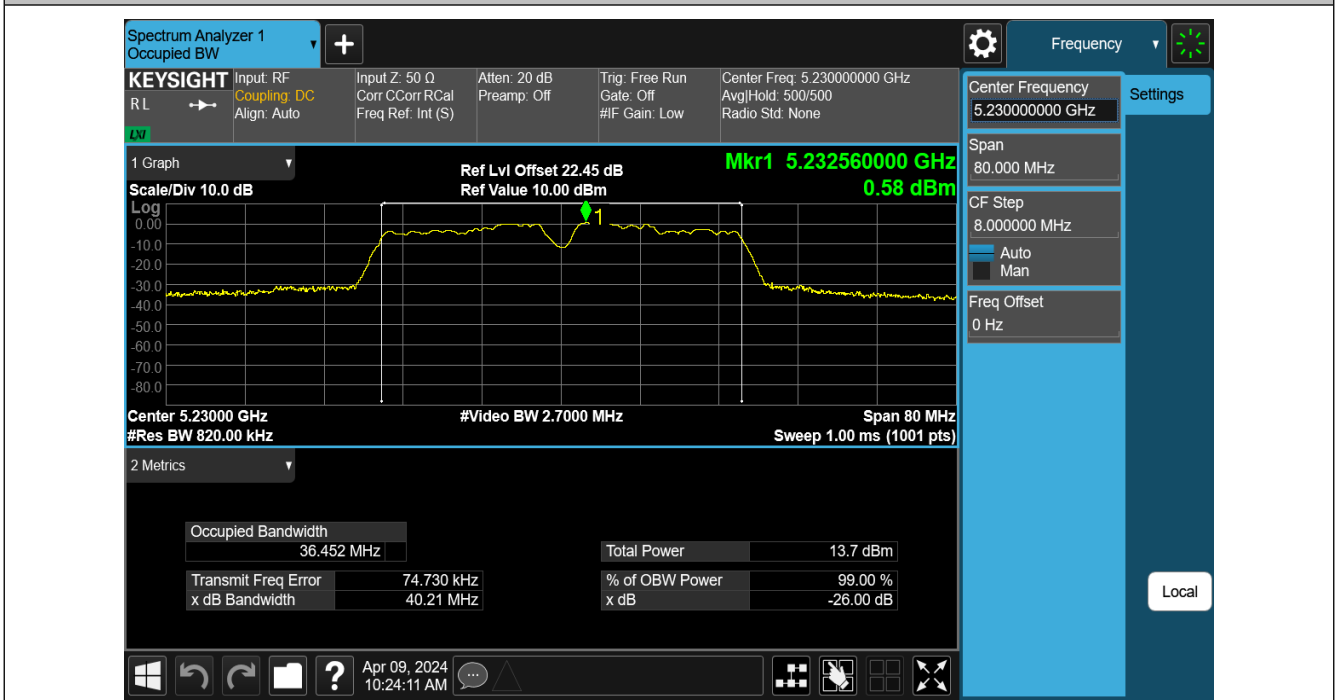 Spectrum Analyzer 1
Occupied BW
Frequency
KEYSIGHT
RL
LXI
Input: RF
Coupling: DC
Align: Auto
Input Z: 50 Ω
Corr CCorr RCal
Freq Ref: Int (S)
Atten: 20 dB
Preamp: Off
Trig: Free Run
Gate: Off
#IF Gain: Low
Center Freq: 5.230000000 GHz
Avg|Hold: 500/500
Radio Std: None
1 Graph
Scale/Div 10.0 dB
Ref Lvl Offset 22.45 dB
Ref Value 10.00 dBm
Mkr1 5.232560000 GHz
0.58 dBm
Log
0.00
-10.0
-20.0
-30.0
-40.0
-50.0
-60.0
-70.0
-80.0
1
Center 5.23000 GHz
#Res BW 820.00 kHz
#Video BW 2.7000 MHz
Span 80 MHz
Sweep 1.00 ms (1001 pts)
2 Metrics
Occupied Bandwidth
36.452 MHz
Transmit Freq Error 74.730 kHz
x dB Bandwidth 40.21 MHz
Total Power 13.7 dBm
% of OBW Power 99.00 %
x dB -26.00 dB
Apr 09, 2024
10:24:11 AM
Center Frequency
5.230000000 GHz
Span
80.000 MHz
CF Step
8.000000 MHz
Auto
Man
Freq Offset
0 Hz
Settings
Local